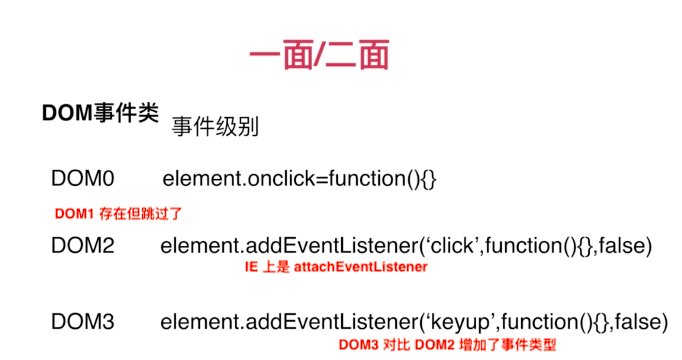 一面/二面
DOM事件类 事件级别
DOM0 element.onclick=function(){}
DOM1 存在但跳过了
DOM2 element.addEventListener(‘click’,function(){},false)
IE 上是 attachEventListener
DOM3 element.addEventListener(‘keyup’,function(){},false)
DOM3 对比 DOM2 增加了事件类型